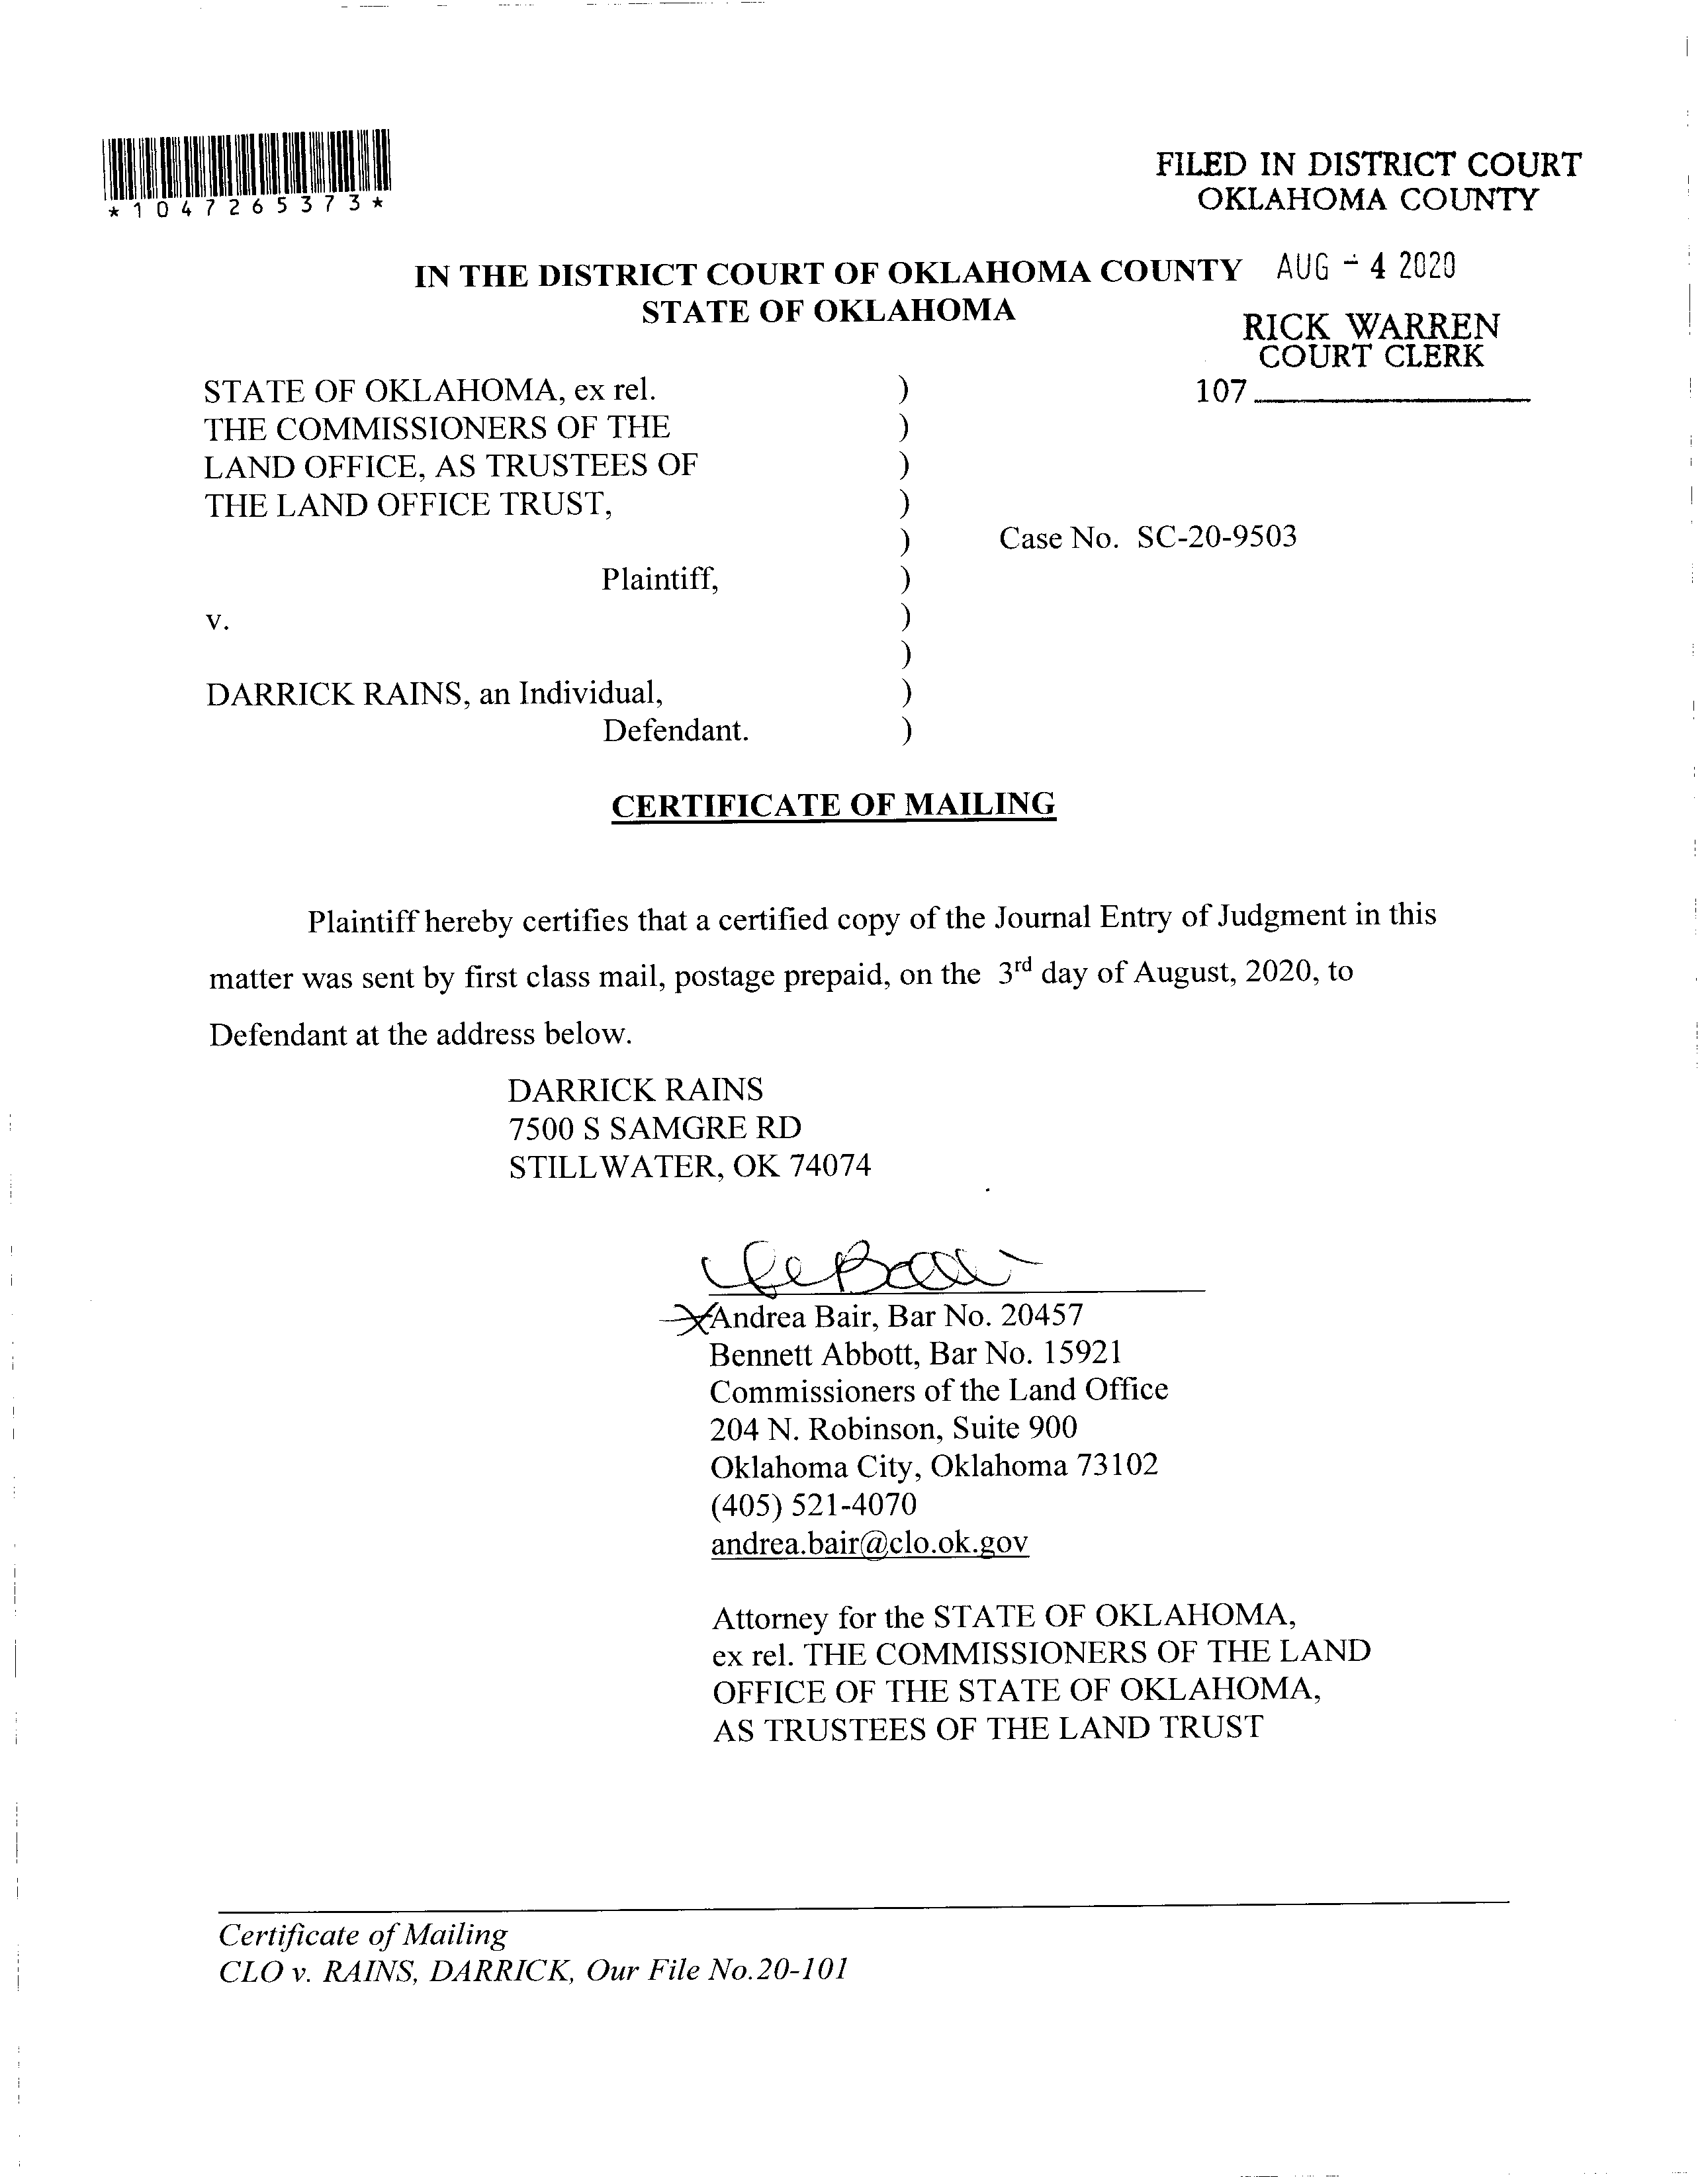 *1047265373*
FILED IN DISTRICT COURT
OKLAHOMA COUNTY
IN THE DISTRICT COURT OF OKLAHOMA COUNTY AUG - 4 2020
STATE OF OKLAHOMA
RICK WARREN
COURT CLERK
107
STATE OF OKLAHOMA, ex rel. )
THE COMMISSIONERS OF THE )
LAND OFFICE, AS TRUSTEES OF )
THE LAND OFFICE TRUST, )
) Case No. SC-20-9503
Plaintiff, )
v. )
)
DARRICK RAINS, an Individual, )
Defendant. )
CERTIFICATE OF MAILING
Plaintiff hereby certifies that a certified copy of the Journal Entry of Judgment in this
matter was sent by first class mail, postage prepaid, on the 3rd day of August, 2020, to
Defendant at the address below.
DARRICK RAINS
7500 S SAMGRE RD
STILLWATER, OK 74074
Andrea Bair, Bar No. 20457
Bennett Abbott, Bar No. 15921
Commissioners of the Land Office
204 N. Robinson, Suite 900
Oklahoma City, Oklahoma 73102
(405) 521-4070
andrea.bair@clo.ok.gov
Attorney for the STATE OF OKLAHOMA,
ex rel. THE COMMISSIONERS OF THE LAND
OFFICE OF THE STATE OF OKLAHOMA,
AS TRUSTEES OF THE LAND TRUST
Certificate of Mailing
CLO v. RAINS, DARRICK, Our File No.20-101